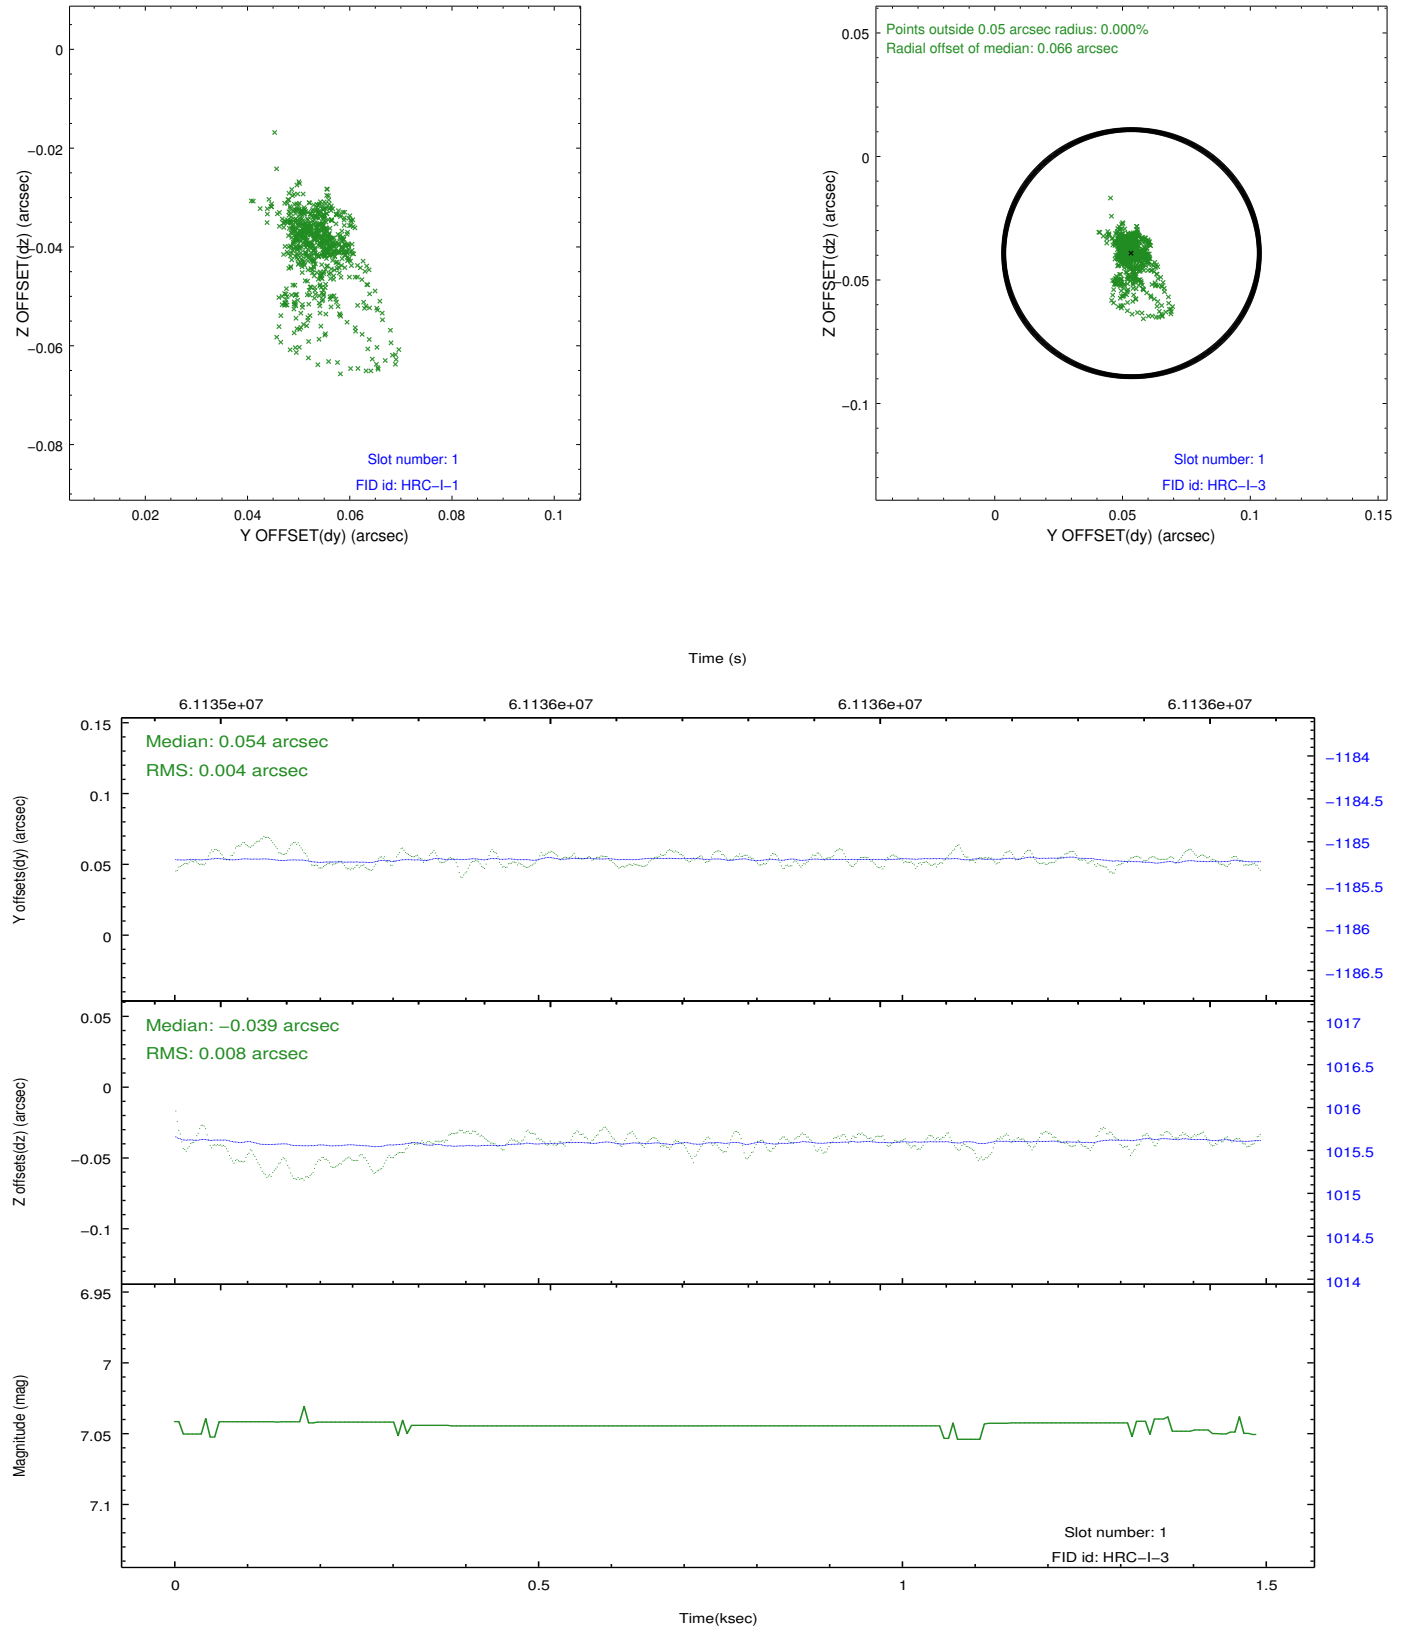 0
−0.02
−0.04
−0.06
−0.08
Z OFFSET(dz) (arcsec)
Slot number: 1
FID id: HRC−I−1
0.02
0.04
0.06
0.08
0.1
Y OFFSET(dy) (arcsec)
Points outside 0.05 arcsec radius: 0.000%
Radial offset of median: 0.066 arcsec
0.05
0
−0.05
−0.1
Z OFFSET(dz) (arcsec)
Slot number: 1
FID id: HRC−I−3
0
0.05
0.1
0.15
Y OFFSET(dy) (arcsec)
Time (s)
6.1135e+07
6.1136e+07
6.1136e+07
6.1136e+07
Median: 0.054 arcsec
RMS: 0.004 arcsec
0.15
0.1
0.05
0
Y offsets(dy) (arcsec)
−1184
−1184.5
−1185
−1185.5
−1186
−1186.5
Median: −0.039 arcsec
RMS: 0.008 arcsec
0.05
0
−0.05
−0.1
Z offsets(dz) (arcsec)
1017
1016.5
1016
1015.5
1015
1014.5
1014
6.95
7
7.05
7.1
Magnitude (mag)
Slot number: 1
FID id: HRC−I−3
0
0.5
1
1.5
Time(ksec)